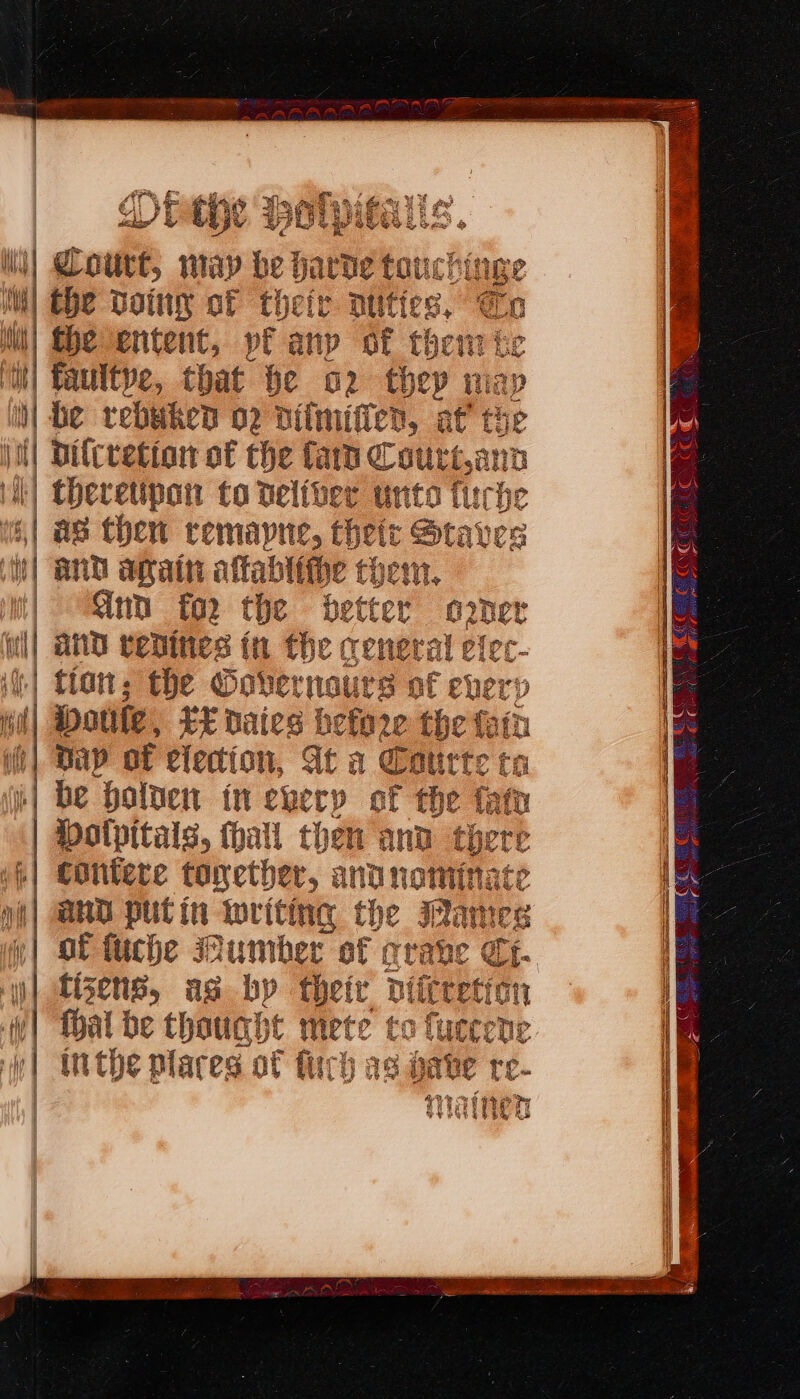 Of the Hoſpitalls.
Court, may be harde touchinge
the doing of their duties, To
the entent, yf any of them be
faultye, that he or they may
be rebuked or diſmiſſed, at the
diſcretion of the ſayd Court, and
thereupon to deliver unto ſuche
as then remayne, their Staves
and again aſtabliſhe them.
And for the better order
and redines in the general elec-
tion; the Governours of every
Houſe, XX daies before the ſaid
day of election, At a Courte to
be holden in every of the ſaid
Hoſpitals, ſhall then and there
confere together, and nominate
and put in writing the Names
of ſuche Number of grave Ci-
tizens, as by their diſcretion
ſhal be thought mete to ſuccede
in the places of ſuch as have re-
mained